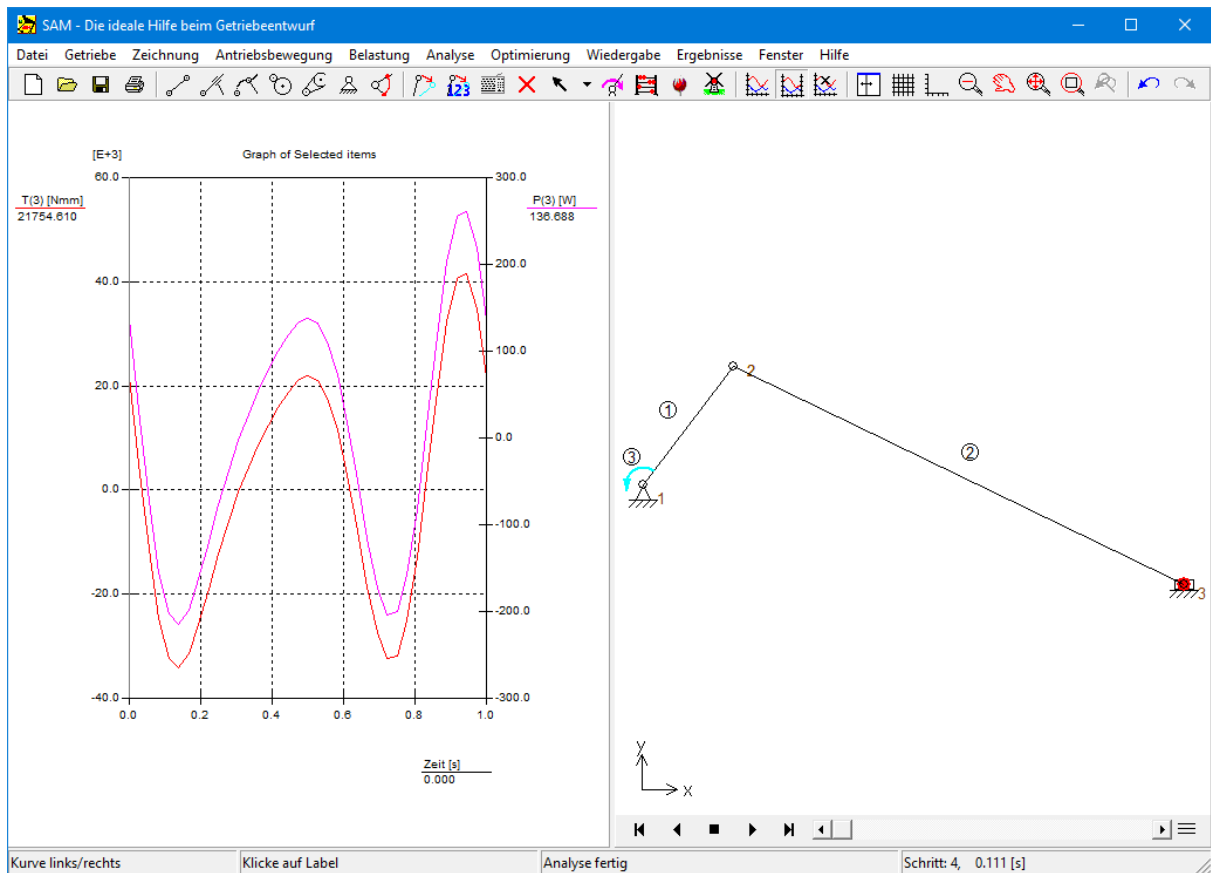 SAM - Die ideale Hilfe beim Getriebeentwurf
Datei Getriebe Zeichnung Antriebsbewegung Belastung Analyse Optimierung Wiedergabe Ergebnisse Fenster Hilfe
123
[E+3] Graph of Selected items
60.0 300.0
T(3) [Nmm] P(3) [W]
21754.610 136.688
200.0
40.0
100.0
20.0
0.0
0.0
-100.0
-20.0
-200.0
-40.0 -300.0
0.0 0.2 0.4 0.6 0.8 1.0
Zeit [s]
0.000
2
1
2
3
1
3
y
x
Kurve links/rechts Klicke auf Label Analyse fertig Schritt: 4, 0.111 [s]